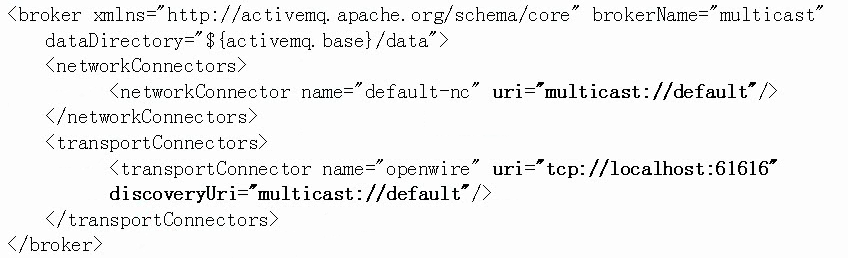 <broker xmlns="http://activemq.apache.org/schema/core" brokerName="multicast"
    dataDirectory="${activemq.base}/data">
    <networkConnectors>
        <networkConnector name="default-nc" uri="multicast://default"/>
    </networkConnectors>
    <transportConnectors>
        <transportConnector name="openwire" uri="tcp://localhost:61616"
        discoveryUri="multicast://default"/>
    </transportConnectors>
</broker>